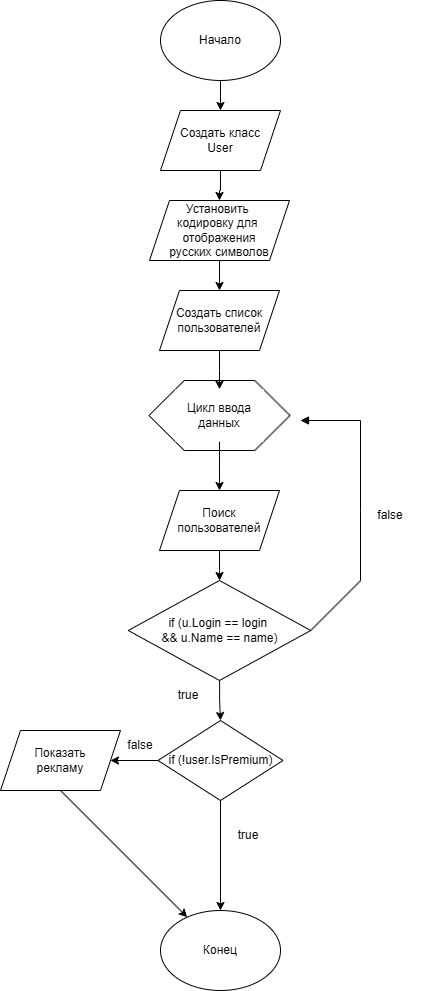 Начало
Создать класс
User
Установить
кодировку для
отображения
русских символов
Создать список
пользователей
Цикл ввода
данных
false
Поиск
пользователей
if (u.Login == login
&& u.Name == name)
true
false
Показать
рекламу
if (!user.IsPremium)
true
Конец